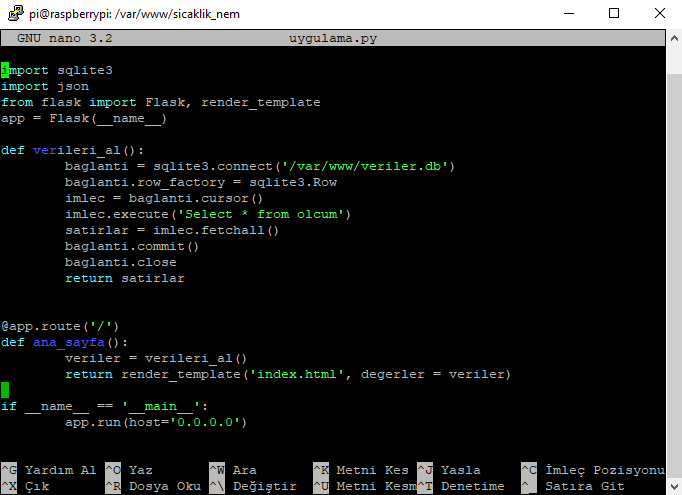 pi@raspberrypi: /var/www/sicaklik_nem
GNU nano 3.2 uygulama.py
import sqlite3
import json
from flask import Flask, render_template
app = Flask(__name__)
def verileri_al():
        baglanti = sqlite3.connect('/var/www/veriler.db')
        baglanti.row_factory = sqlite3.Row
        imlec = baglanti.cursor()
        imlec.execute('Select * from olcum')
        satirlar = imlec.fetchall()
        baglanti.commit()
        baglanti.close
        return satirlar
@app.route('/')
def ana_sayfa():
        veriler = verileri_al()
        return render_template('index.html', degerler = veriler)
if __name__ == '__main__':
        app.run(host='0.0.0.0')
^G Yardım Al ^O Yaz ^W Ara ^K Metni Kes ^J Yasla ^C İmleç Pozisyonu
^X Çık ^R Dosya Oku ^\ Değiştir ^U Metni Kesm ^T Denetime ^_ Satıra Git